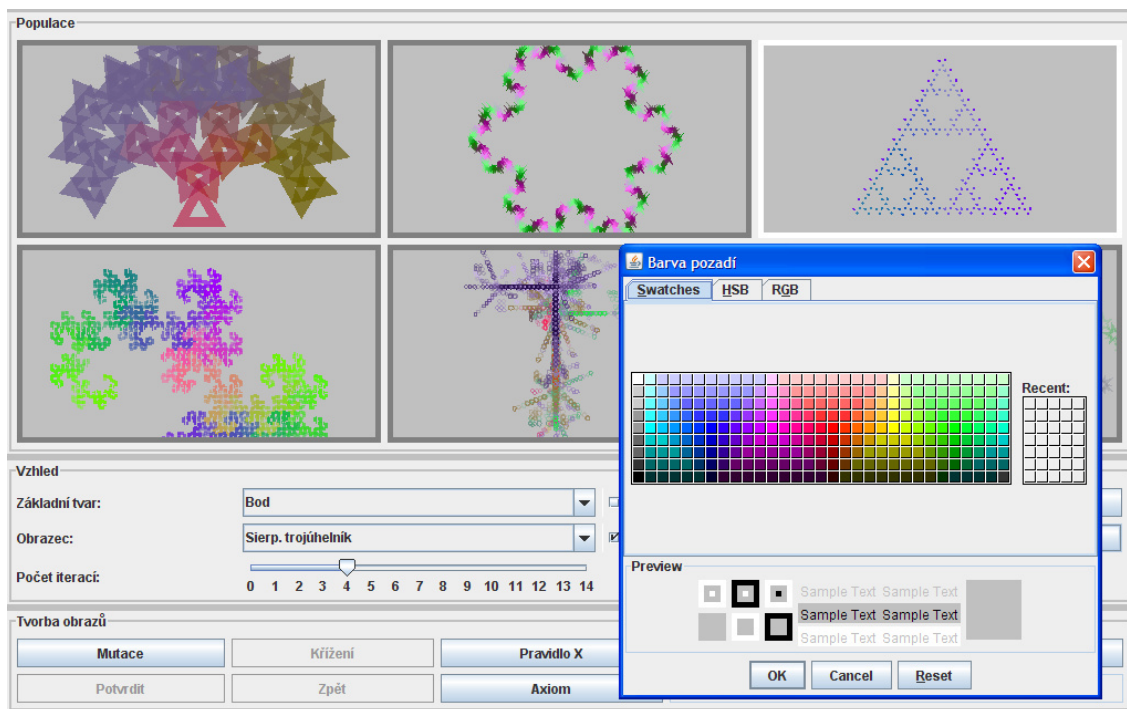 Populace
Barva pozadí
Swatches HSB RGB
Recent:
Vzhled
Základní tvar: Bod
Obrazec: Sierp. trojúhelník
Počet iterací:
0 1 2 3 4 5 6 7 8 9 10 11 12 13 14
Preview
Sample Text Sample Text
Sample Text Sample Text
Sample Text Sample Text
Tvorba obrazů
Mutace Křížení Pravidlo X
Potvrdit Zpět Axiom
OK Cancel Reset